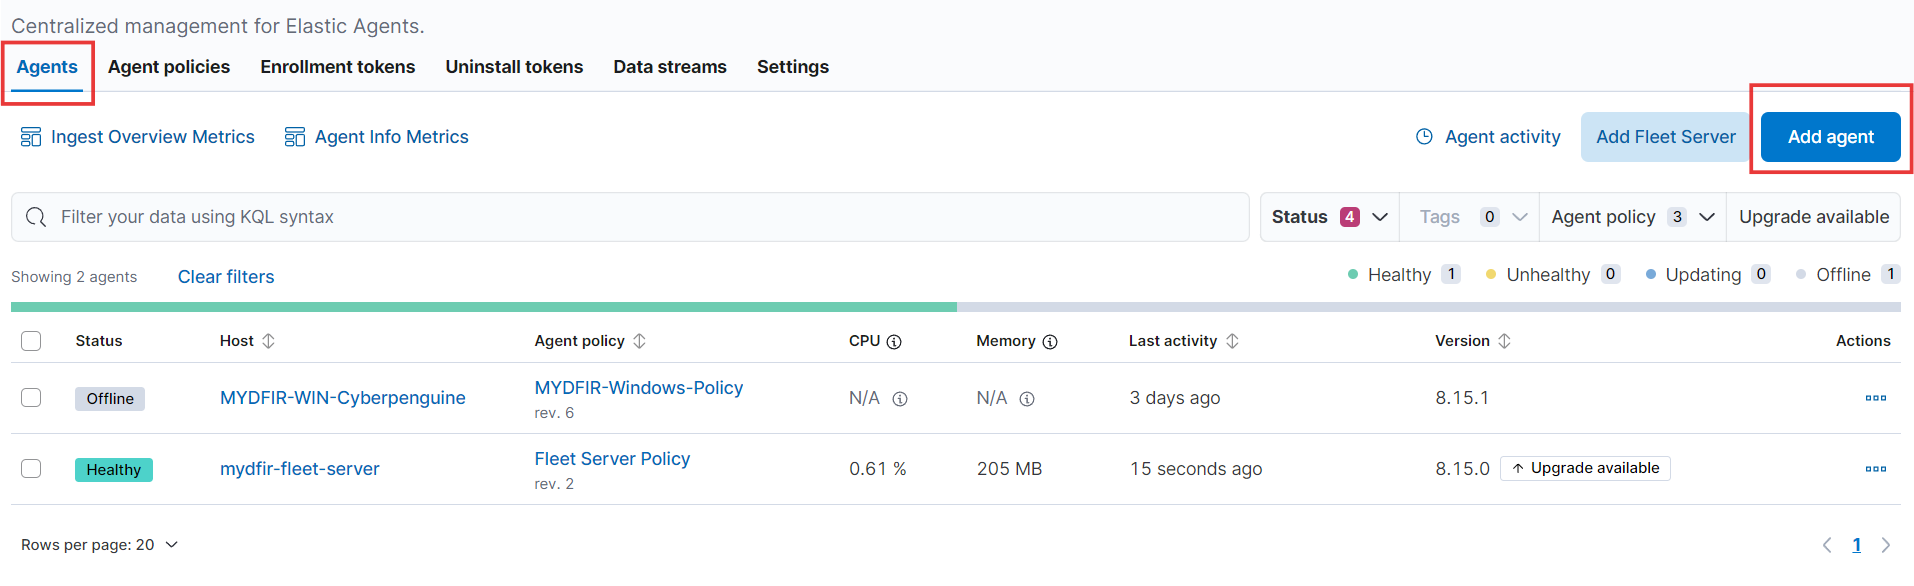 Centralized management for Elastic Agents.
Agents Agent policies Enrollment tokens Uninstall tokens Data streams Settings
Ingest Overview Metrics Agent Info Metrics Agent activity Add Fleet Server Add agent
Filter your data using KQL syntax Status 4 Tags 0 Agent policy 3 Upgrade available
Showing 2 agents Clear filters Healthy 1 Unhealthy 0 Updating 0 Offline 1
Status Host Agent policy CPU Memory Last activity Version Actions
Offline MYDFIR-WIN-Cyberpenguine MYDFIR-Windows-Policy N/A N/A 3 days ago 8.15.1
rev. 6
Healthy mydfir-fleet-server Fleet Server Policy 0.61 % 205 MB 15 seconds ago 8.15.0 Upgrade available
rev. 2
Rows per page: 20 1